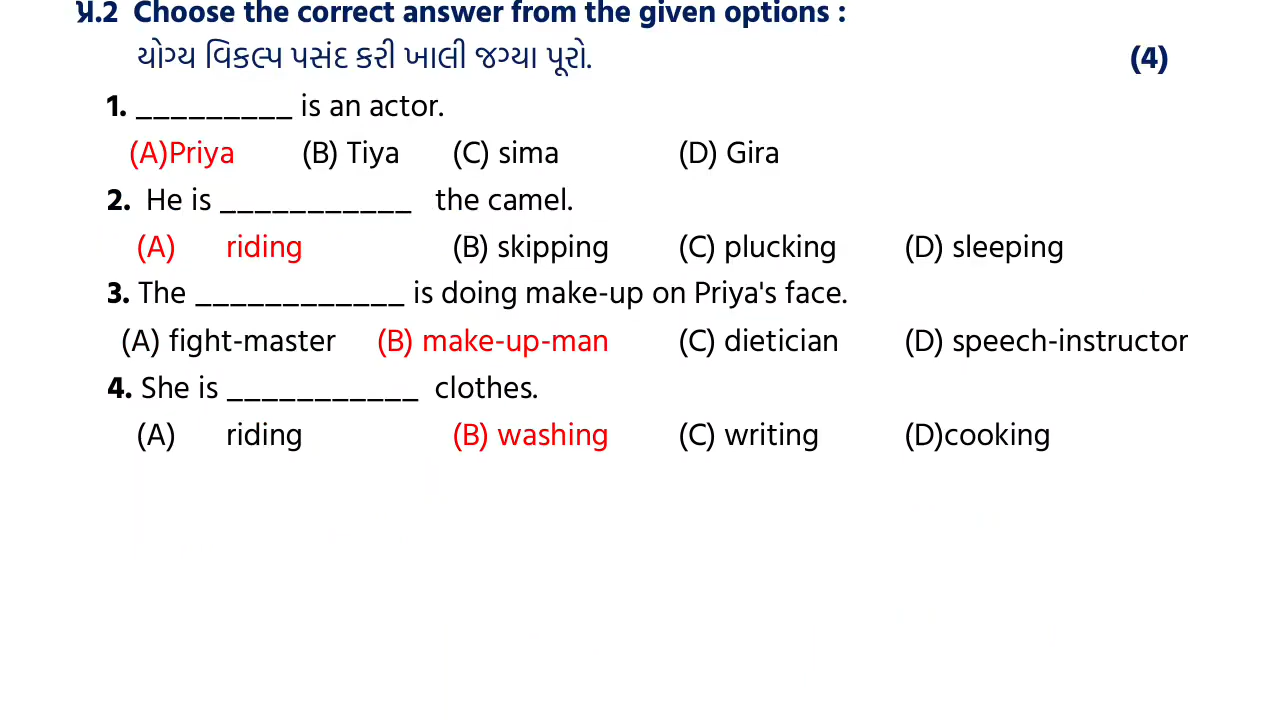 પ્ર.2 Choose the correct answer from the given options :
યોગ્ય વિકલ્પ પસંદ કરી ખાલી જગ્યા પૂરો. (4)
1. _________ is an actor.
(A)Priya (B) Tiya (C) sima (D) Gira
2. He is ___________ the camel.
(A) riding (B) skipping (C) plucking (D) sleeping
3. The ____________ is doing make-up on Priya's face.
(A) fight-master (B) make-up-man (C) dietician (D) speech-instructor
4. She is ___________ clothes.
(A) riding (B) washing (C) writing (D)cooking